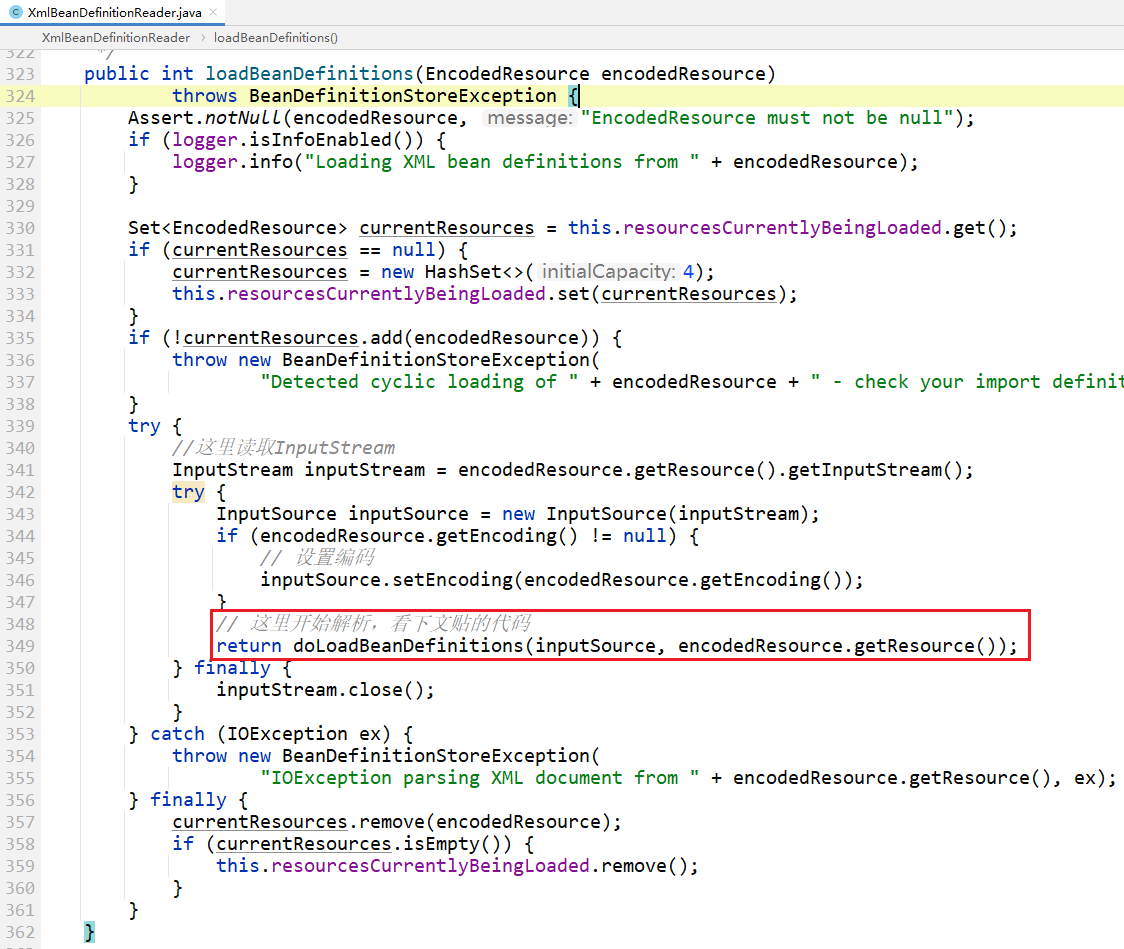 XmlBeanDefinitionReader.java
XmlBeanDefinitionReader › loadBeanDefinitions()
322 */
323 public int loadBeanDefinitions(EncodedResource encodedResource)
324 throws BeanDefinitionStoreException {
325 Assert.notNull(encodedResource, message: "EncodedResource must not be null");
326 if (logger.isInfoEnabled()) {
327 logger.info("Loading XML bean definitions from " + encodedResource);
328 }
329
330 Set<EncodedResource> currentResources = this.resourcesCurrentlyBeingLoaded.get();
331 if (currentResources == null) {
332 currentResources = new HashSet<>( initialCapacity: 4);
333 this.resourcesCurrentlyBeingLoaded.set(currentResources);
334 }
335 if (!currentResources.add(encodedResource)) {
336 throw new BeanDefinitionStoreException(
337 "Detected cyclic loading of " + encodedResource + " - check your import definit
338 }
339 try {
340 //这里读取InputStream
341 InputStream inputStream = encodedResource.getResource().getInputStream();
342 try {
343 InputSource inputSource = new InputSource(inputStream);
344 if (encodedResource.getEncoding() != null) {
345 // 设置编码
346 inputSource.setEncoding(encodedResource.getEncoding());
347 }
348 // 这里开始解析，看下文贴的代码
349 return doLoadBeanDefinitions(inputSource, encodedResource.getResource());
350 } finally {
351 inputStream.close();
352 }
353 } catch (IOException ex) {
354 throw new BeanDefinitionStoreException(
355 "IOException parsing XML document from " + encodedResource.getResource(), ex);
356 } finally {
357 currentResources.remove(encodedResource);
358 if (currentResources.isEmpty()) {
359 this.resourcesCurrentlyBeingLoaded.remove();
360 }
361 }
362 }